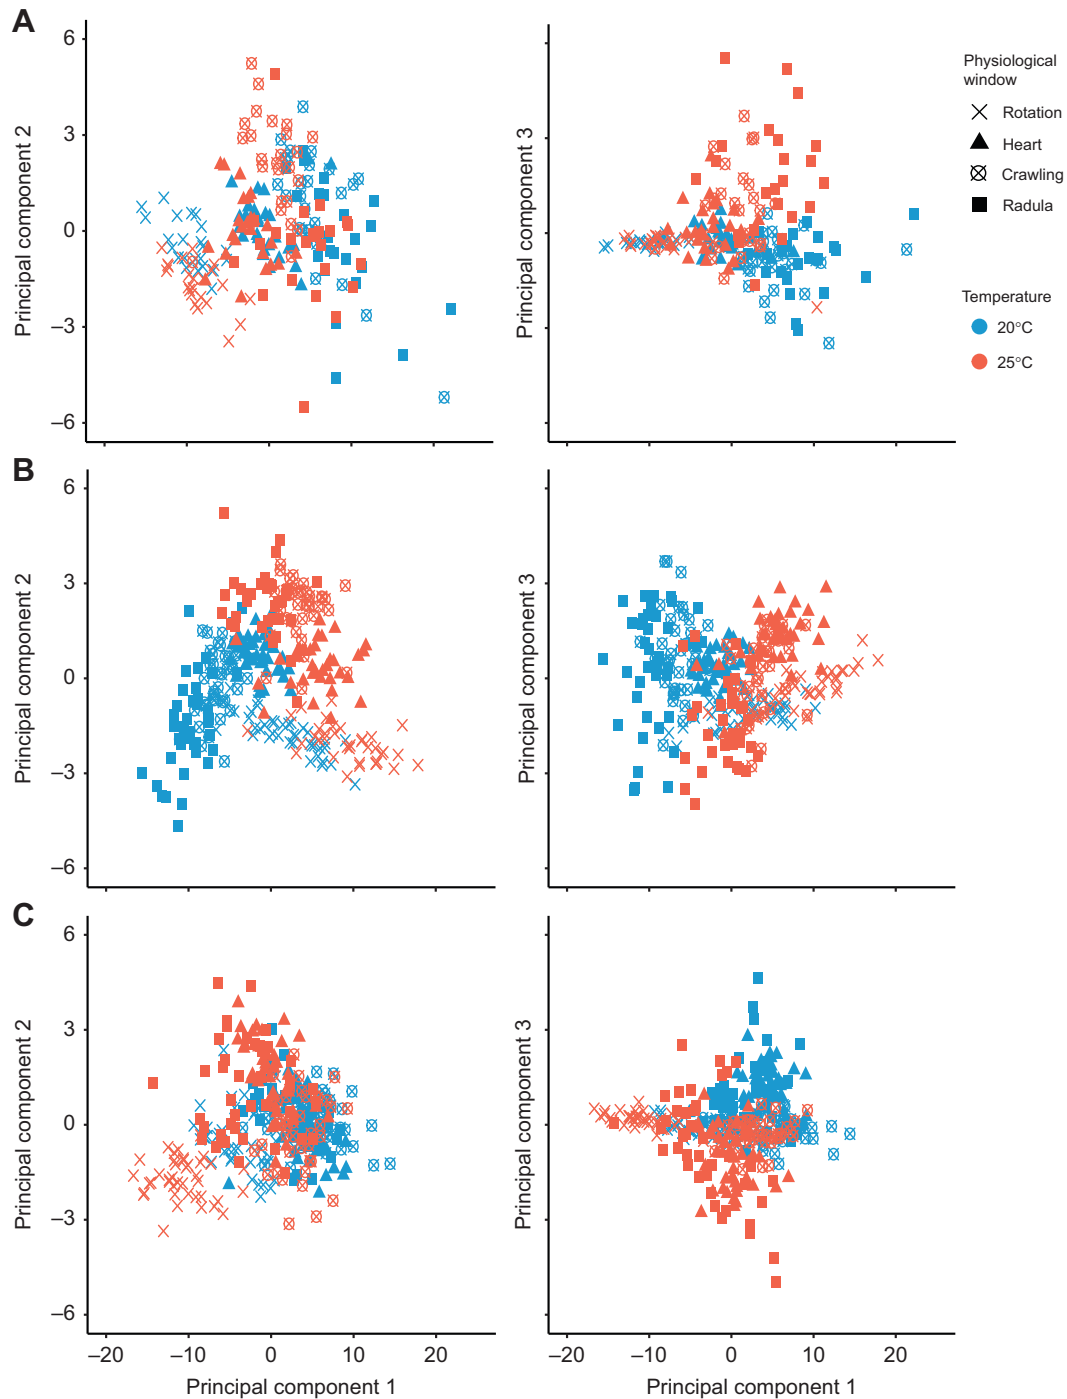 A
6
3
0
–3
–6
Principal component 2
Principal component 3
Physiological
window
Rotation
Heart
Crawling
Radula
Temperature
20°C
25°C
B
6
3
0
–3
–6
Principal component 2
Principal component 3
C
6
3
0
–3
–6
Principal component 2
Principal component 3
–20 –10 0 10 20
Principal component 1
–20 –10 0 10 20
Principal component 1